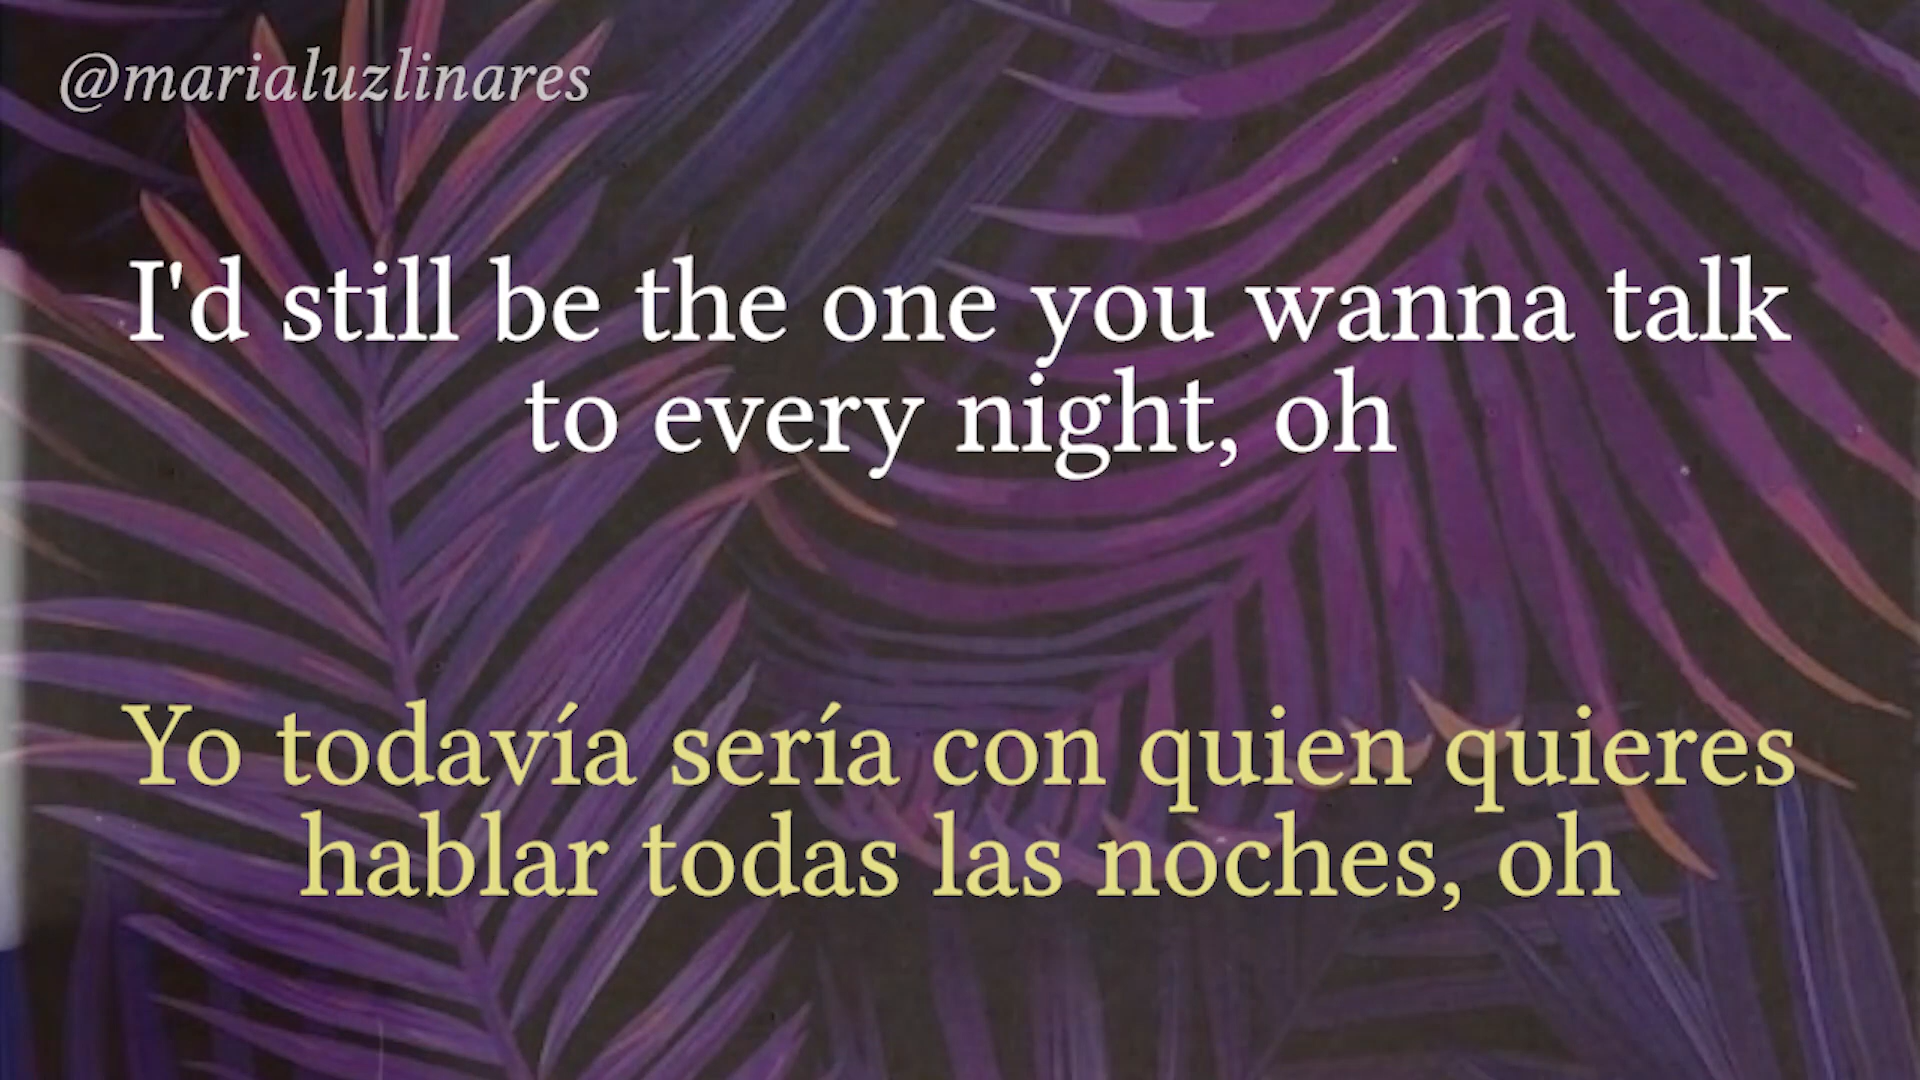 @marialuzlinares
I'd still be the one you wanna talk
to every night, oh
Yo todavía sería con quien quieres
hablar todas las noches, oh